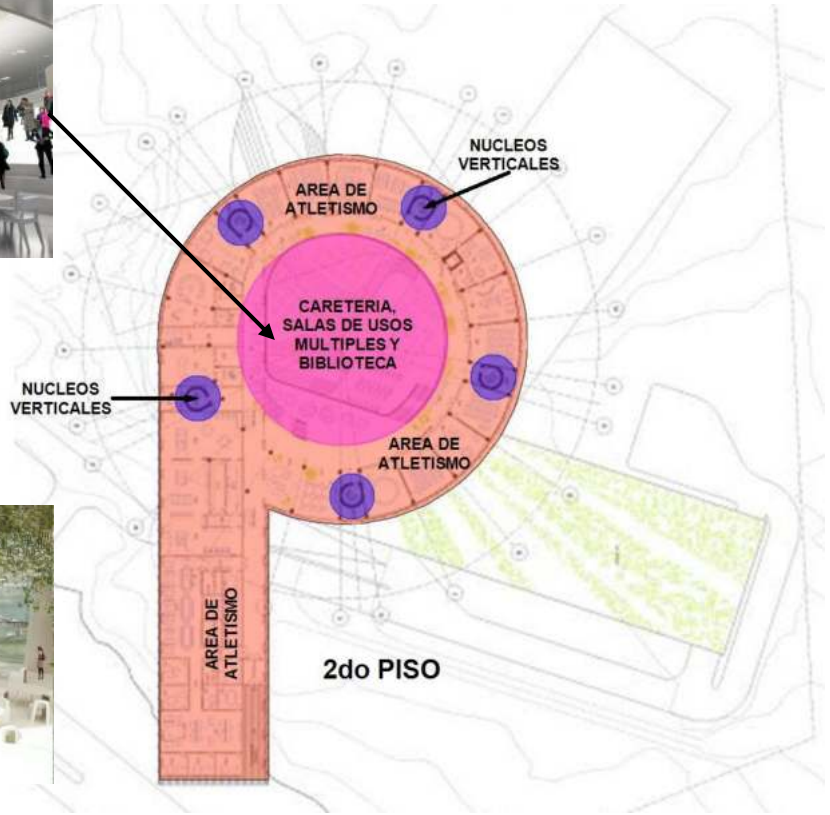 NUCLEOS
VERTICALES
AREA DE
ATLETISMO
CARETERIA,
SALAS DE USOS
MULTIPLES Y
BIBLIOTECA
NUCLEOS
VERTICALES
AREA DE
ATLETISMO
AREA DE
ATLETISMO
2do PISO